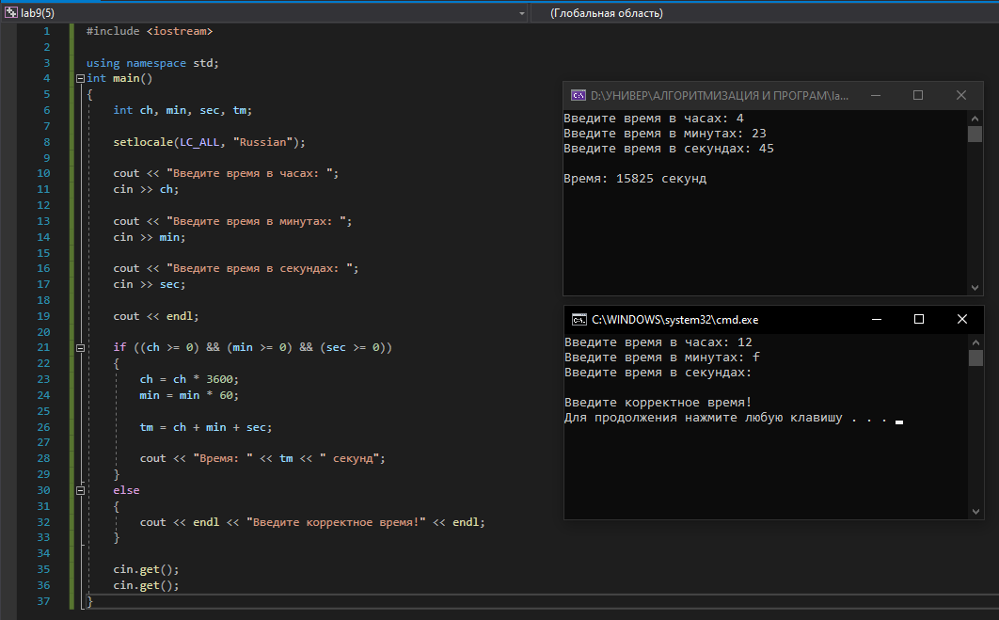 lab9(5)
(Глобальная область)
1 #include <iostream>
2
3 using namespace std;
4 int main()
5 {
6 int ch, min, sec, tm;
7
8 setlocale(LC_ALL, "Russian");
9
10 cout << "Введите время в часах: ";
11 cin >> ch;
12
13 cout << "Введите время в минутах: ";
14 cin >> min;
15
16 cout << "Введите время в секундах: ";
17 cin >> sec;
18
19 cout << endl;
20
21 if ((ch >= 0) && (min >= 0) && (sec >= 0))
22 {
23 ch = ch * 3600;
24 min = min * 60;
25
26 tm = ch + min + sec;
27
28 cout << "Время: " << tm << " секунд";
29 }
30 else
31 {
32 cout << endl << "Введите корректное время!" << endl;
33 }
34
35 cin.get();
36 cin.get();
37 }
D:\УНИВЕР\АЛГОРИТМИЗАЦИЯ И ПРОГРАМ\la...
Введите время в часах: 4
Введите время в минутах: 23
Введите время в секундах: 45
Время: 15825 секунд
C:\WINDOWS\system32\cmd.exe
Введите время в часах: 12
Введите время в минутах: f
Введите время в секундах:
Введите корректное время!
Для продолжения нажмите любую клавишу . . .